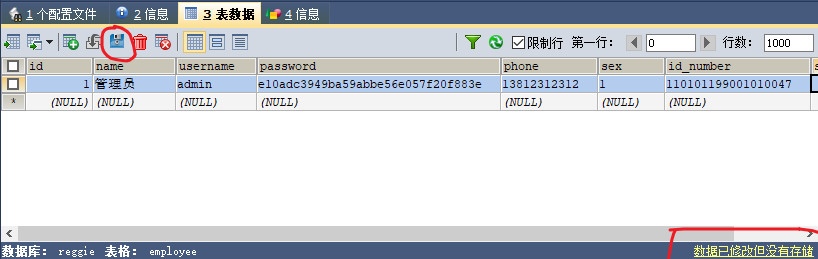 1 个配置文件 2 信息 3 表数据 4 信息
限制行 第一行: 0 行数: 1000
id name username password phone sex id_number s
1 管理员 admin e10adc3949ba59abbe56e057f20f883e 13812312312 1 110101199001010047
* (NULL) (NULL) (NULL) (NULL) (NULL) (NULL) (NULL)
数据库: reggie 表格: employee 数据已修改但没有存储